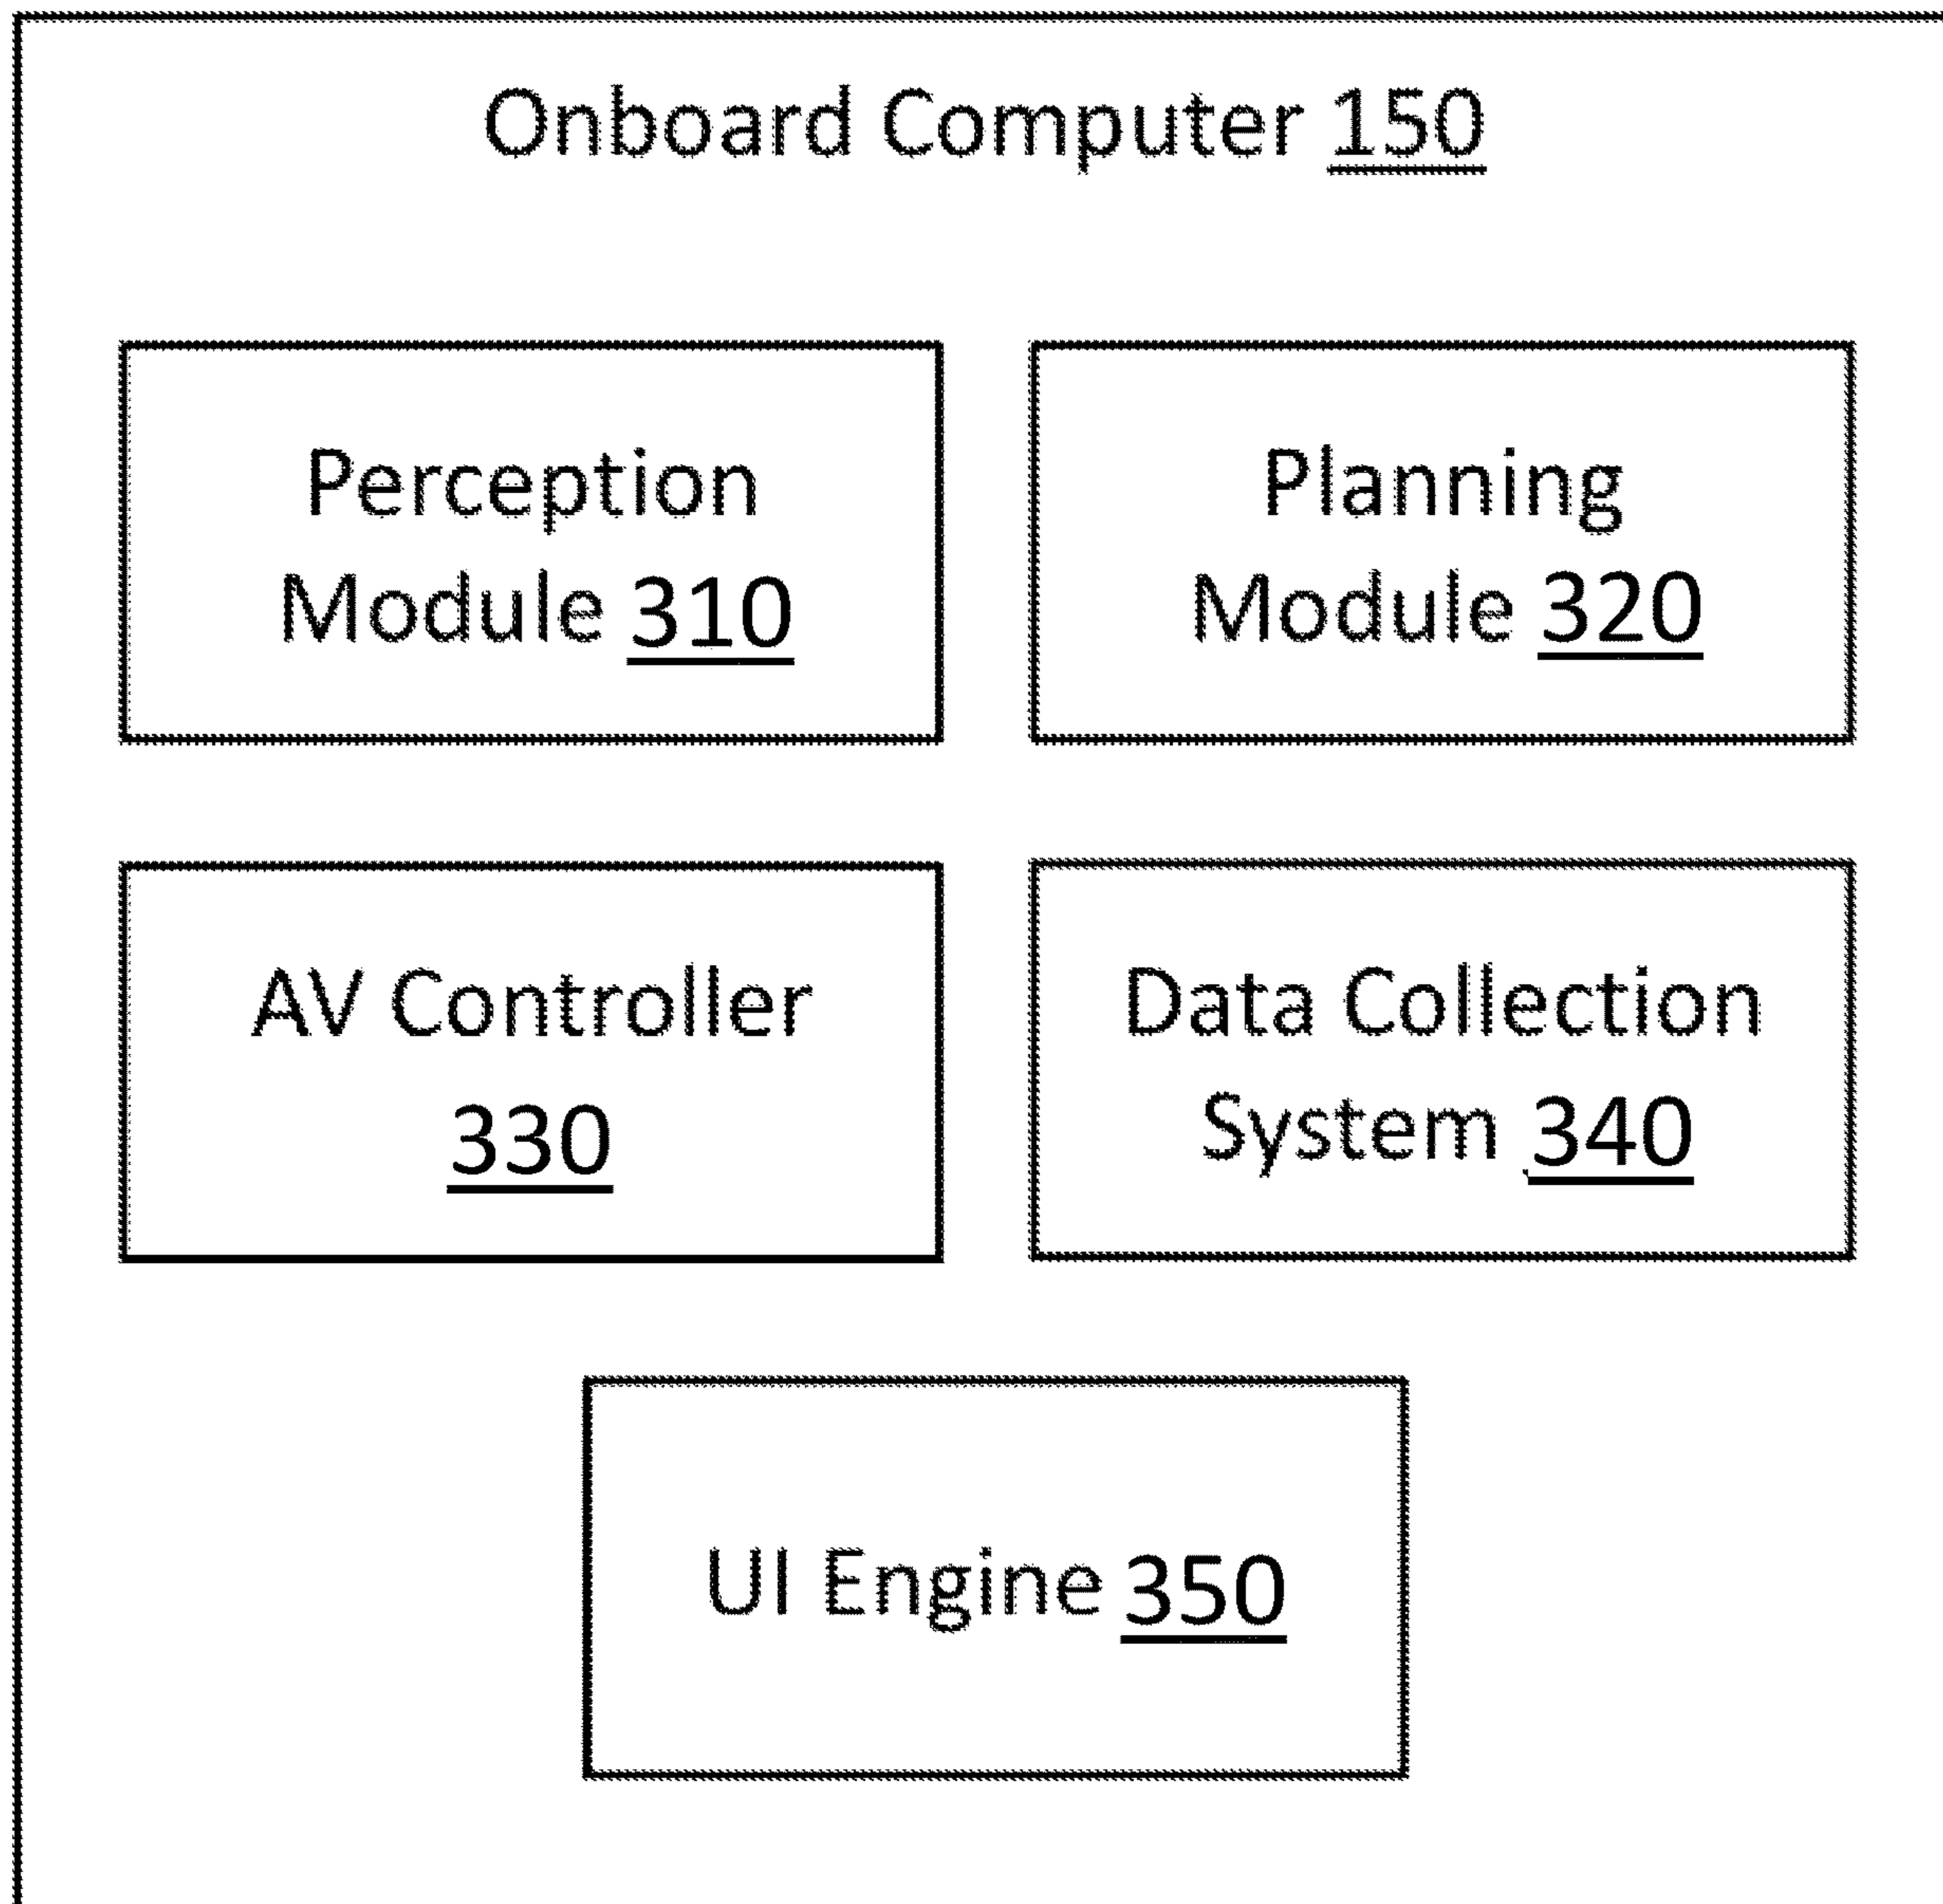 Onboard Computer 150
Perception
Module 310
Planning
Module 320
AV Controller
330
Data Collection
System 340
UI Engine 350